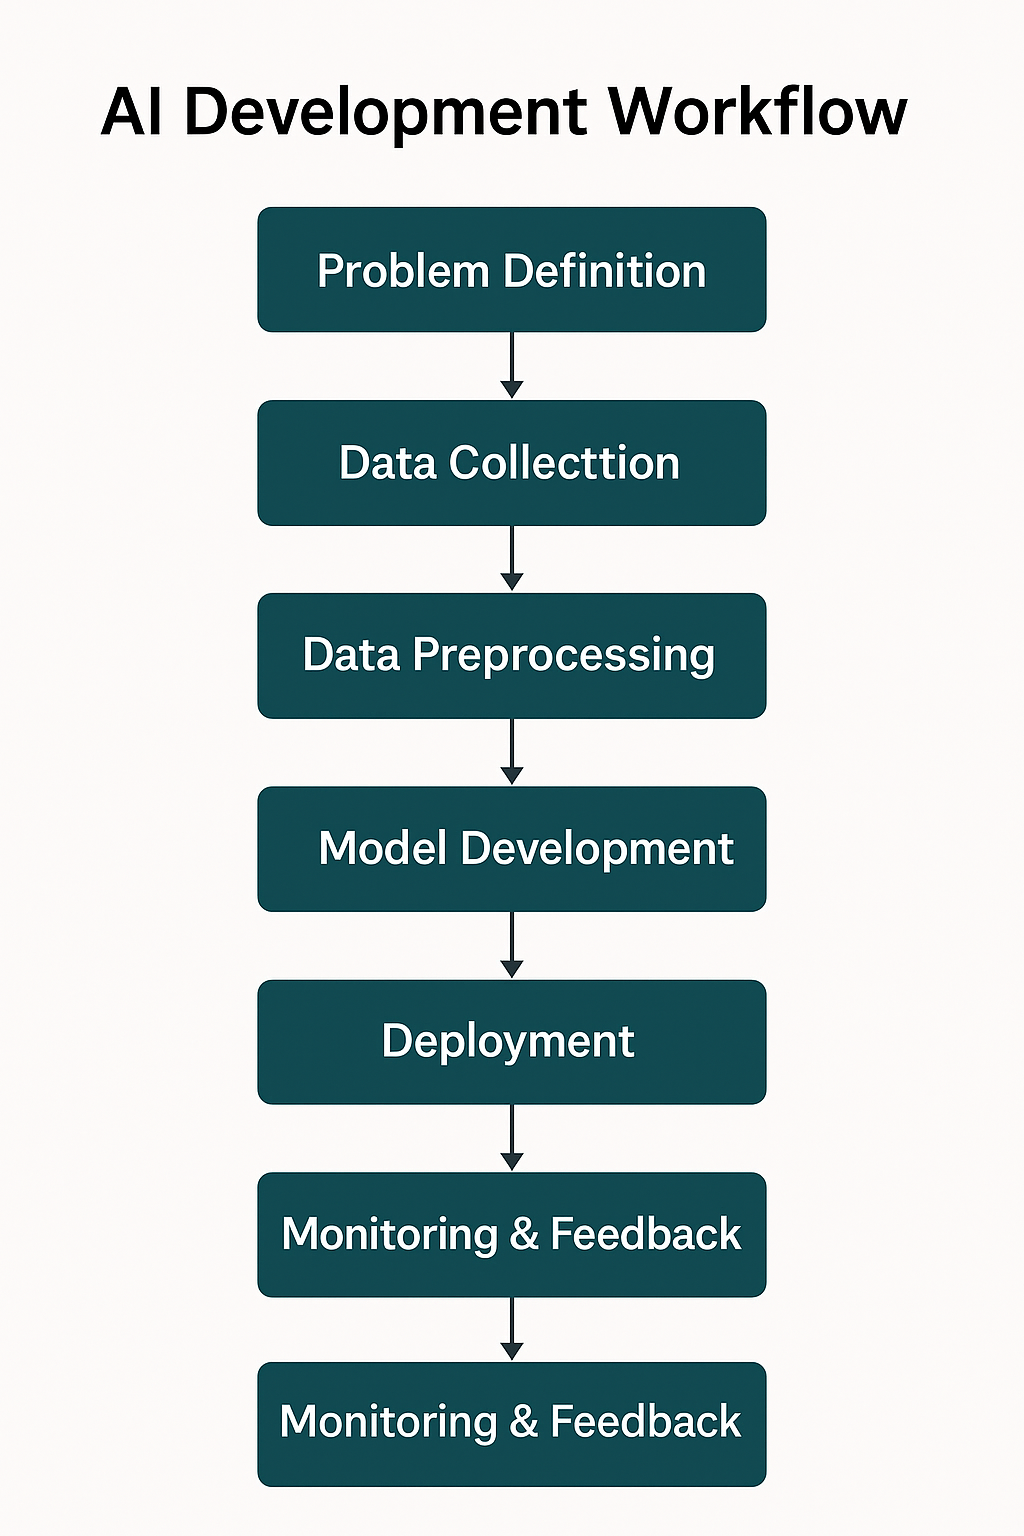 AI Development Workflow
Problem Definition
Data Collecttion
Data Preprocessing
Model Development
Deployment
Monitoring & Feedback
Monitoring & Feedback